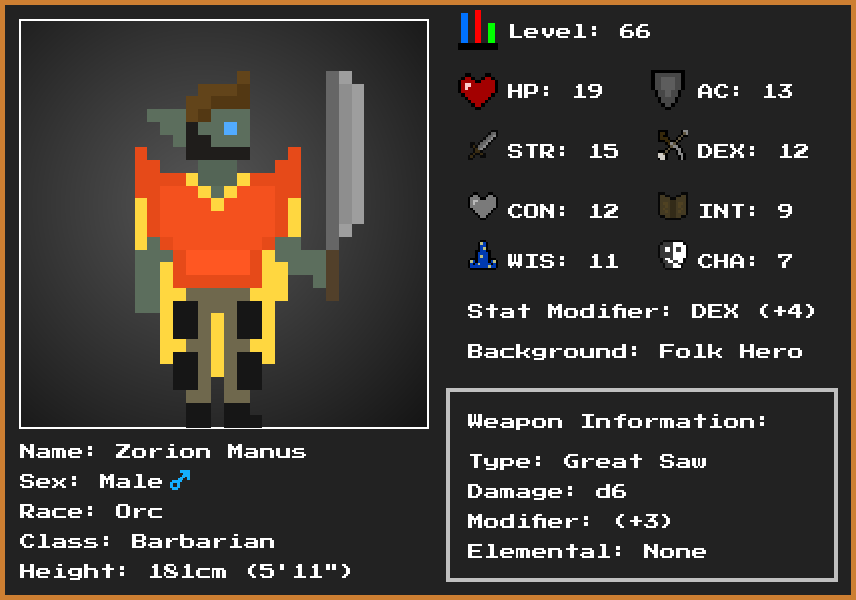 Level: 66
HP: 19
AC: 13
STR: 15
DEX: 12
CON: 12
INT: 9
WIS: 11
CHA: 7
Stat Modifier: DEX (+4)
Background: Folk Hero
Weapon Information:
Type: Great Saw
Damage: d6
Modifier: (+3)
Elemental: None
Name: Zorion Manus
Sex: Male♂
Race: Orc
Class: Barbarian
Height: 181cm (5'11")